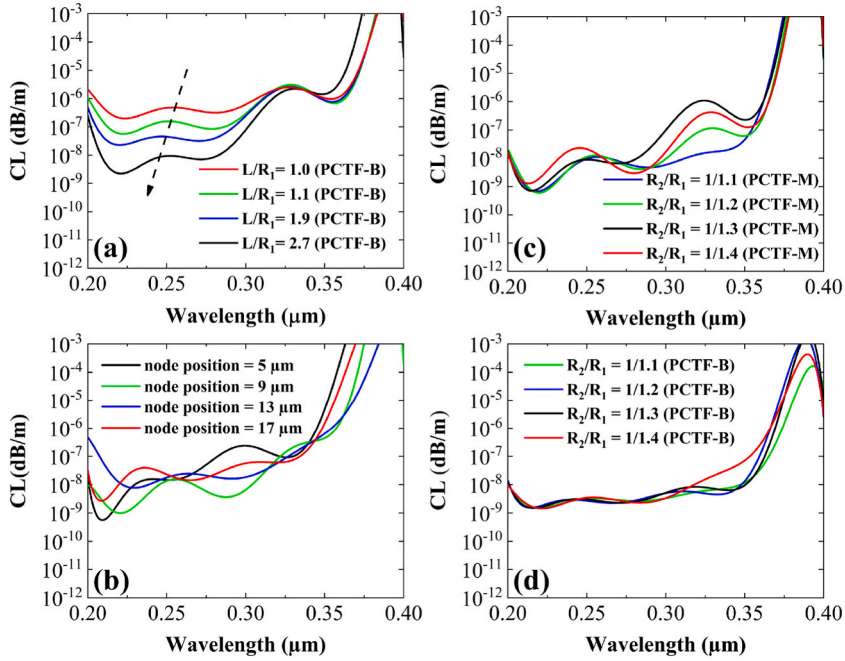 10⁻³
10⁻⁴
10⁻⁵
10⁻⁶
10⁻⁷
10⁻⁸
10⁻⁹
10⁻¹⁰
10⁻¹¹
10⁻¹²
CL (dB/m)
L/R₁= 1.0 (PCTF-B)
L/R₁= 1.1 (PCTF-B)
L/R₁= 1.9 (PCTF-B)
L/R₁= 2.7 (PCTF-B)
(a)
0.20 0.25 0.30 0.35 0.40
Wavelength (µm)
10⁻³
10⁻⁴
10⁻⁵
10⁻⁶
10⁻⁷
10⁻⁸
10⁻⁹
10⁻¹⁰
10⁻¹¹
10⁻¹²
CL (dB/m)
R₂/R₁ = 1/1.1 (PCTF-M)
R₂/R₁ = 1/1.2 (PCTF-M)
R₂/R₁ = 1/1.3 (PCTF-M)
R₂/R₁ = 1/1.4 (PCTF-M)
(c)
0.20 0.25 0.30 0.35 0.40
Wavelength (µm)
10⁻³
10⁻⁴
10⁻⁵
10⁻⁶
10⁻⁷
10⁻⁸
10⁻⁹
10⁻¹⁰
10⁻¹¹
10⁻¹²
CL(dB/m)
node position = 5 µm
node position = 9 µm
node position = 13 µm
node position = 17 µm
(b)
0.20 0.25 0.30 0.35 0.40
Wavelength (µm)
10⁻³
10⁻⁴
10⁻⁵
10⁻⁶
10⁻⁷
10⁻⁸
10⁻⁹
10⁻¹⁰
10⁻¹¹
10⁻¹²
CL (dB/m)
R₂/R₁ = 1/1.1 (PCTF-B)
R₂/R₁ = 1/1.2 (PCTF-B)
R₂/R₁ = 1/1.3 (PCTF-B)
R₂/R₁ = 1/1.4 (PCTF-B)
(d)
0.20 0.25 0.30 0.35 0.40
Wavelength (µm)